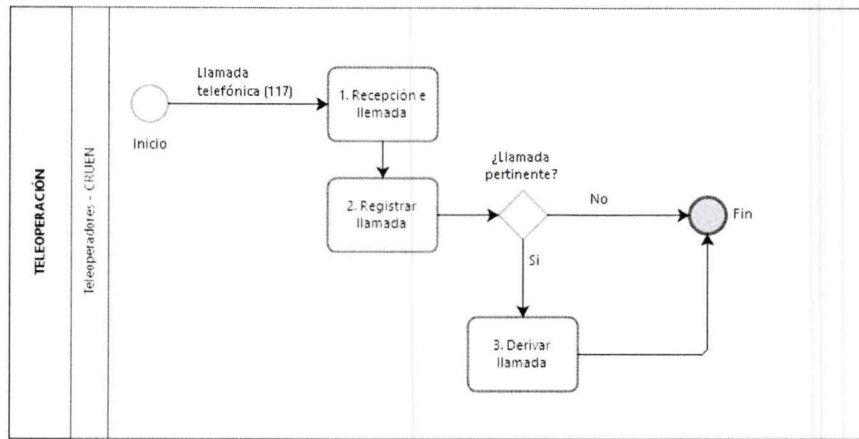 TELEOPERACIÓN
Teleoperadores - CRUEN
Llamada
telefónica (117)
Inicio
1. Recepción e
llemada
2. Registrar
llamada
¿Llamada
pertinente?
No
Fin
Si
3. Derivar
llamada